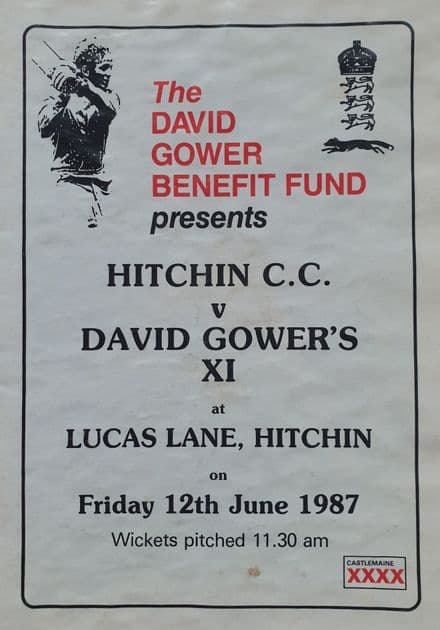 The
DAVID
GOWER
BENEFIT FUND
presents
HITCHIN C.C.
v
DAVID GOWER'S
XI
at
LUCAS LANE, HITCHIN
on
Friday 12th June 1987
Wickets pitched 11.30 am
CASTLEMAINE
XXXX